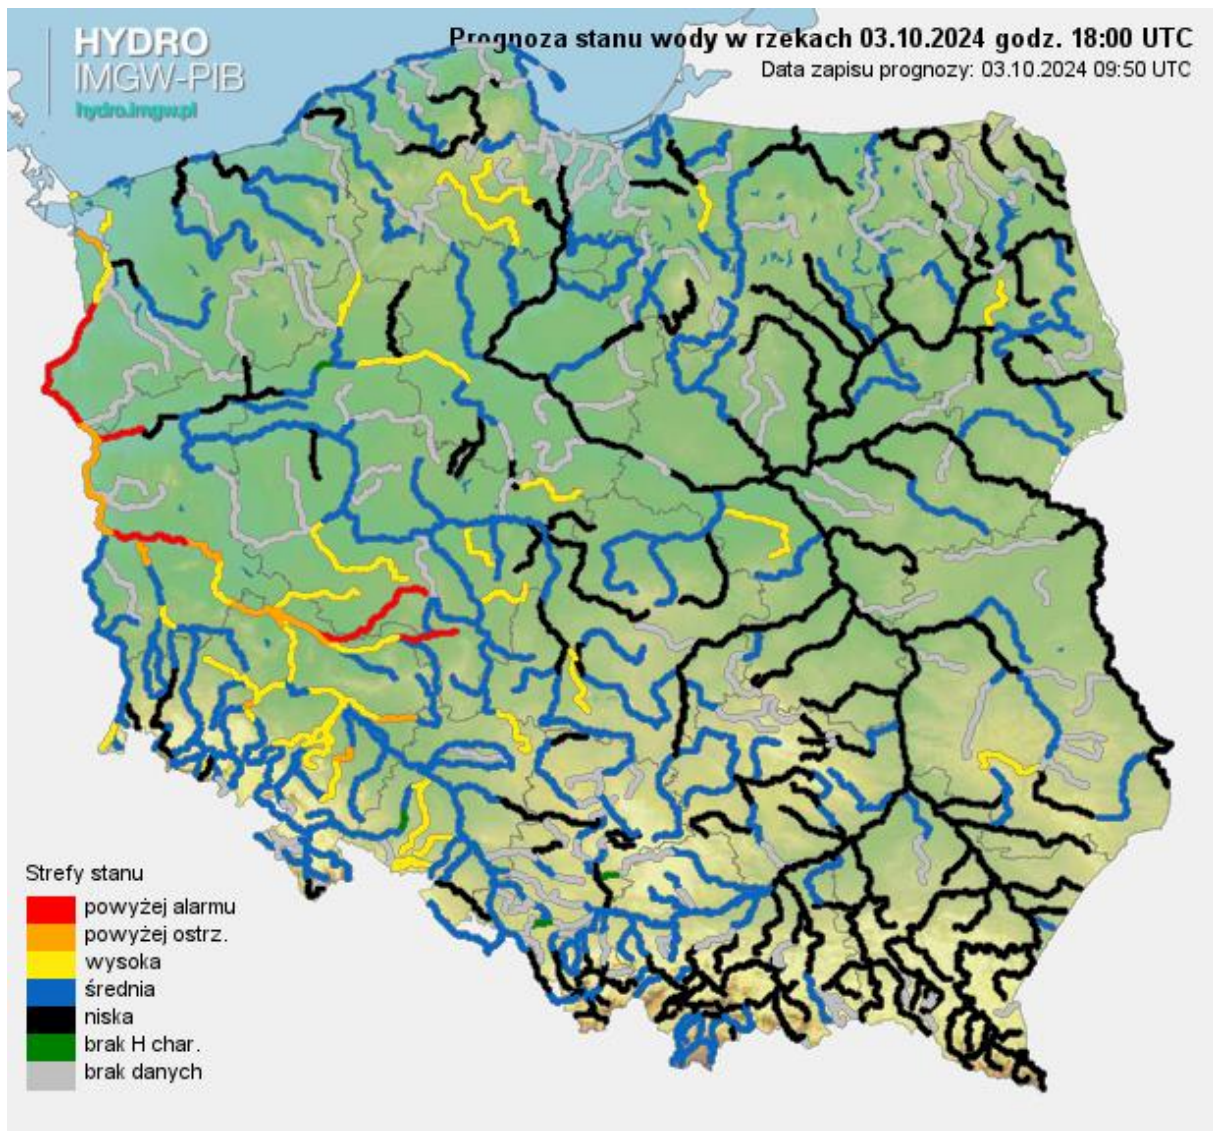 HYDRO
IMGW-PIB
hydro.imgw.pl
Prognoza stanu wody w rzekach 03.10.2024 godz. 18:00 UTC
Data zapisu prognozy: 03.10.2024 09:50 UTC
Strefy stanu
powyżej alarmu
powyżej ostrz.
wysoka
średnia
niska
brak H char.
brak danych